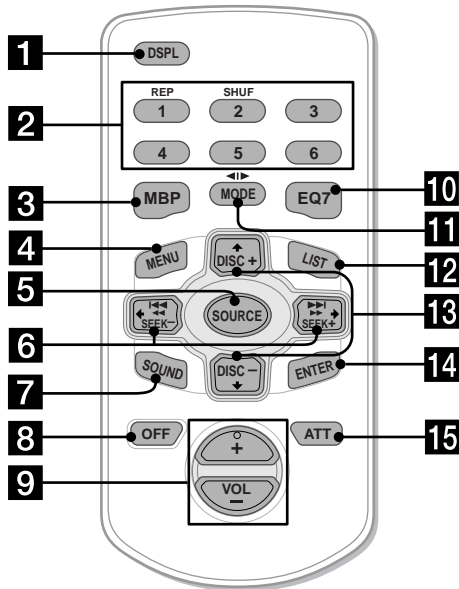 1 DSPL
REP SHUF
2 1 2 3
4 5 6
3 MBP MODE EQ7 10
11
4 MENU DISC + LIST 12
5 SOURCE 13
6 SEEK− SEEK+
7 SOUND DISC − ENTER 14
8 OFF ATT 15
9 +
VOL
−